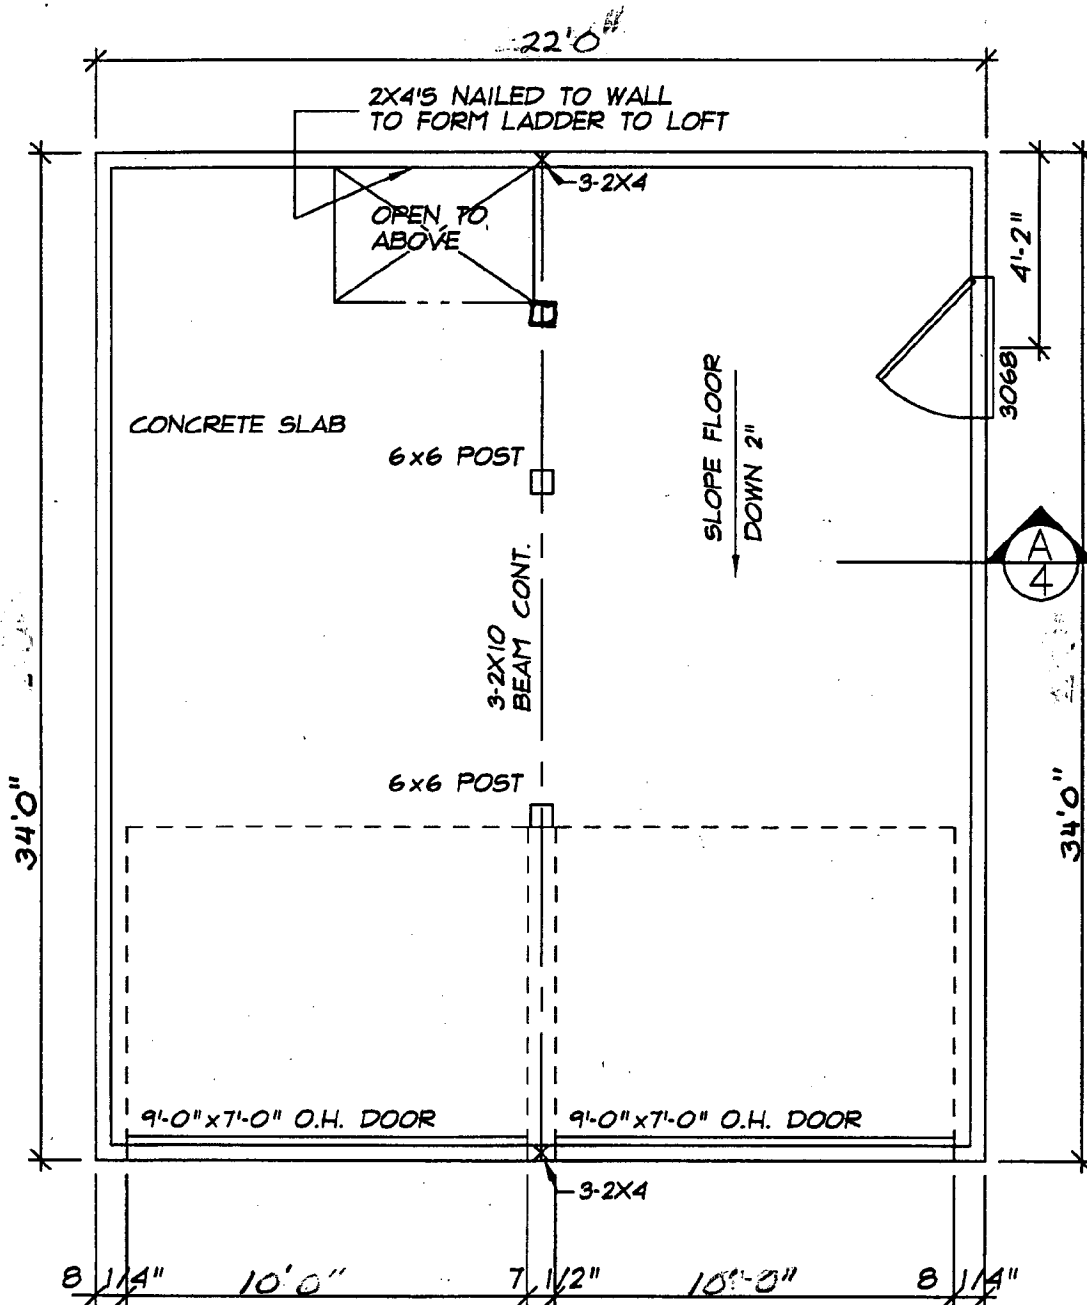 22'0"
2X4'S NAILED TO WALL
TO FORM LADDER TO LOFT
3-2X4
OPEN TO
ABOVE
4'-2"
3068
CONCRETE SLAB
6x6 POST
SLOPE FLOOR
DOWN 2"
A
4
3-2X10
BEAM CONT.
6x6 POST
34'0"
34'0"
9'-0"x7'-0" O.H. DOOR
9'-0"x7'-0" O.H. DOOR
3-2X4
8 1/4"
10'0"
7 1/2"
10'-0"
8 1/4"